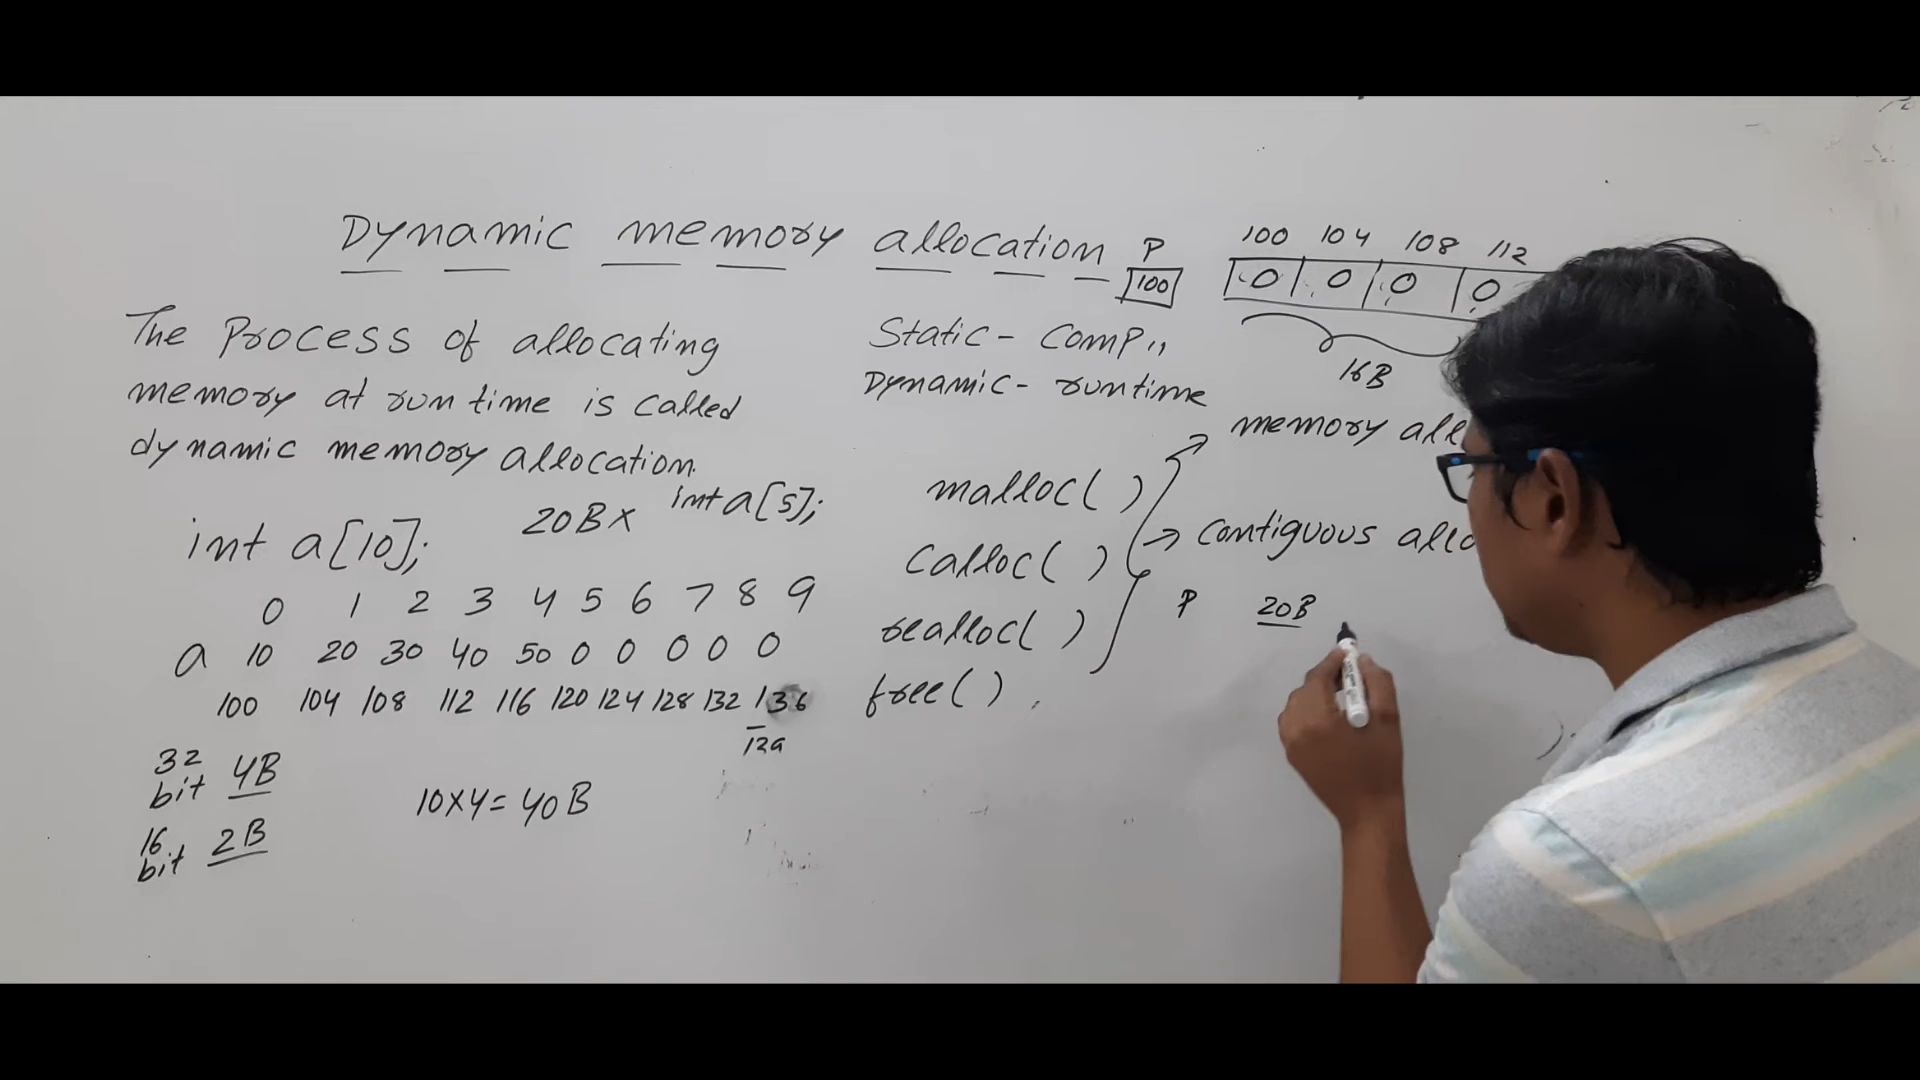 Dynamic memory allocation
P
100
100 104 108 112
0 0 0 0
16B
The Process of allocating
memory at run time is called
dynamic memory allocation.
Static - Comp,,
Dynamic - runtime
int a[10];
20B×
int a[5];
0 1 2 3 4 5 6 7 8 9
a 10 20 30 40 50 0 0 0 0 0
100 104 108 112 116 120 124 128 132 136
32 bit 4B
16 bit 2B
10×4=40B
malloc( )
memory
calloc( )
Contiguous
realloc( )
free( )
P 20B